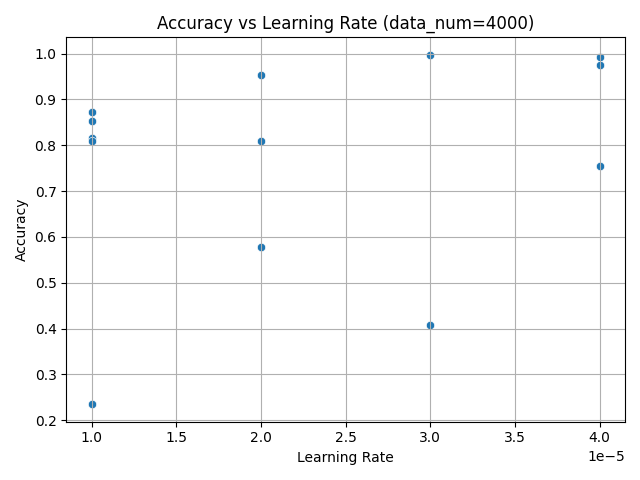 Accuracy vs Learning Rate (data_num=4000)
1.0
0.9
0.8
0.7
0.6
0.5
0.4
0.3
0.2
Accuracy
1.0 1.5 2.0 2.5 3.0 3.5 4.0
1e−5
Learning Rate